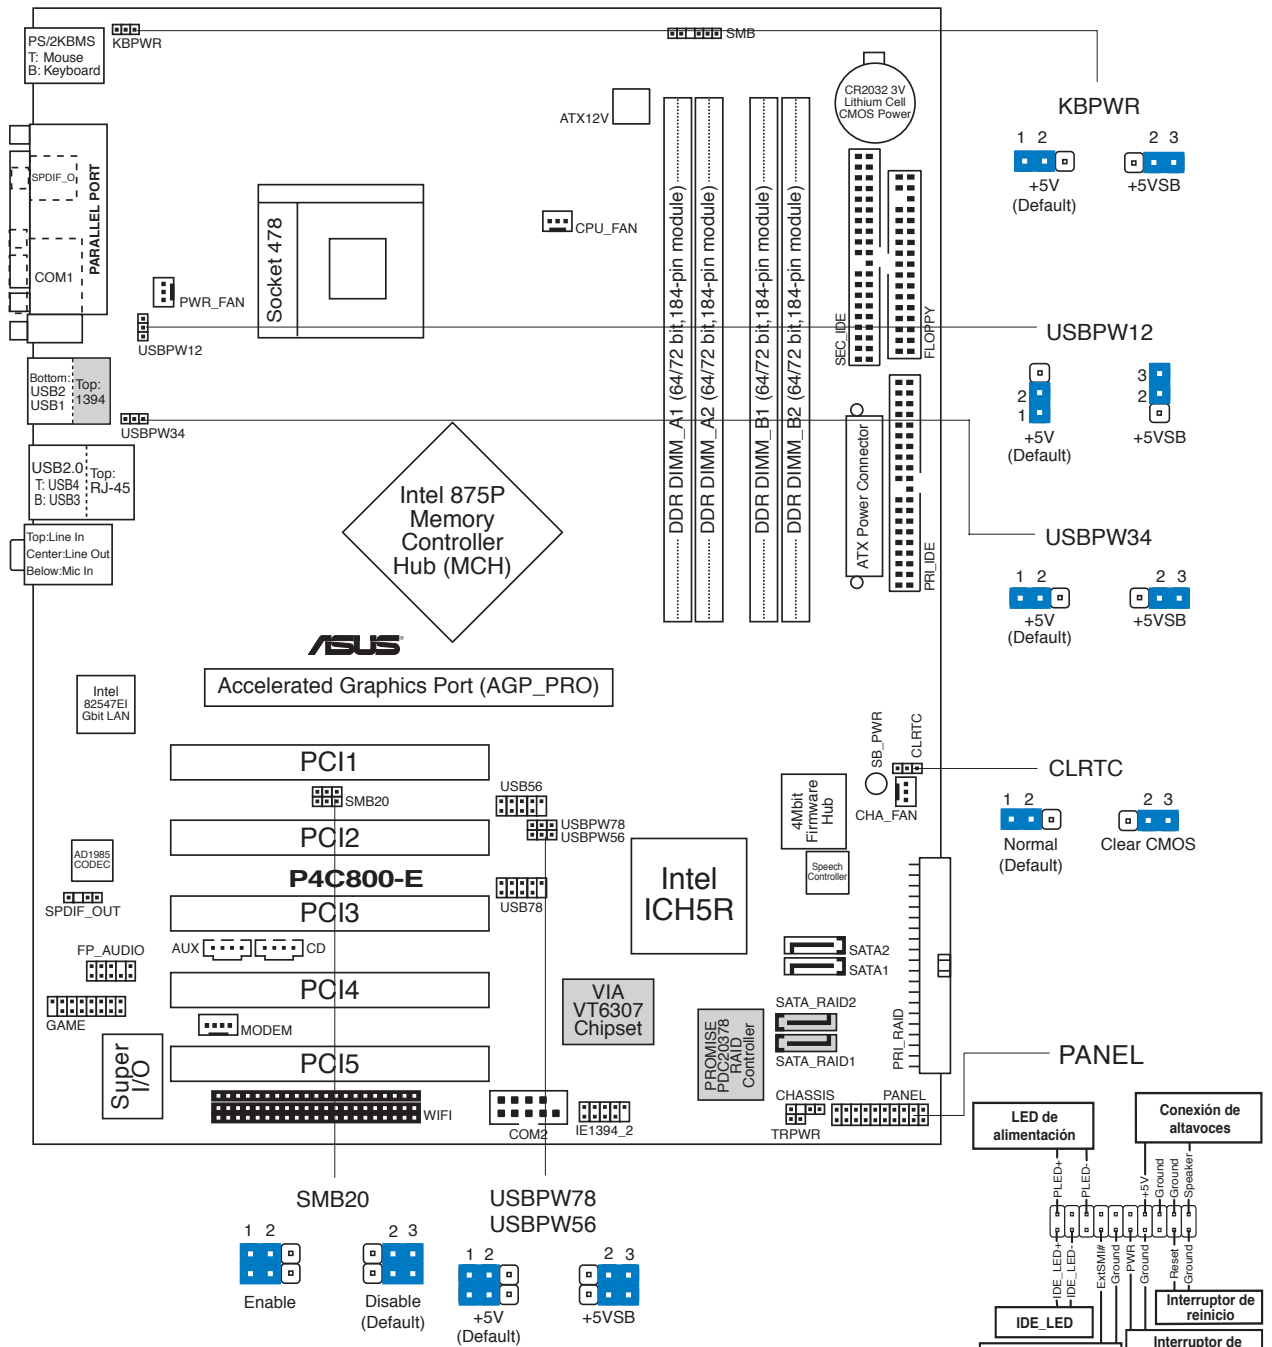 PS/2KBMS
T: Mouse
B: Keyboard
KBPWR
SMB
CR2032 3V
Lithium Cell
CMOS Power
ATX12V
KBPWR
1 2
2 3
+5V
(Default)
+5VSB
SPDIF_O
PARALLEL PORT
COM1
Socket 478
CPU_FAN
PWR_FAN
USBPW12
DDR DIMM_A1 (64/72 bit,184-pin module)
DDR DIMM_A2 (64/72 bit,184-pin module)
DDR DIMM_B1 (64/72 bit,184-pin module)
DDR DIMM_B2 (64/72 bit,184-pin module)
SEC_IDE
FLOPPY
USBPW12
2
1
3
2
+5V
(Default)
+5VSB
Bottom:
USB2
USB1
Top:
1394
USBPW34
USB2.0
T: USB4
B: USB3
Top:
RJ-45
Top:Line In
Center:Line Out
Below:Mic In
Intel 875P
Memory
Controller
Hub (MCH)
ATX Power Connector
PRI_IDE
USBPW34
1 2
2 3
+5V
(Default)
+5VSB
ASUS
Accelerated Graphics Port (AGP_PRO)
Intel
82547EI
Gbit LAN
PCI1
SMB20
USB56
USBPW78
USBPW56
PCI2
4Mbit
Firmware
Hub
SB_PWR
CLRTC
CHA_FAN
CLRTC
1 2
2 3
Normal
(Default)
Clear CMOS
AD1985
CODEC
P4C800-E
Speech
Controller
Intel
ICH5R
SPDIF_OUT
PCI3
USB78
FP_AUDIO
AUX
CD
SATA2
SATA1
GAME
PCI4
VIA
VT6307
Chipset
SATA_RAID2
SATA_RAID1
PROMISE
PDC20378
RAID
Controller
PRI_RAID
MODEM
Super
I/O
PCI5
WIFI
COM2
IE1394_2
CHASSIS
TRPWR
PANEL
PANEL
LED de
alimentación
Conexión de
altavoces
PLED+
PLED-
+5V
Ground
Ground
Speaker
IDE_LED+
IDE_LED-
ExtSMI#
Ground
PWR
Ground
Reset
Ground
IDE_LED
Interruptor de
reinicio
Interruptor de
SMB20
1 2
2 3
Enable
Disable
(Default)
USBPW78
USBPW56
1 2
2 3
+5V
(Default)
+5VSB